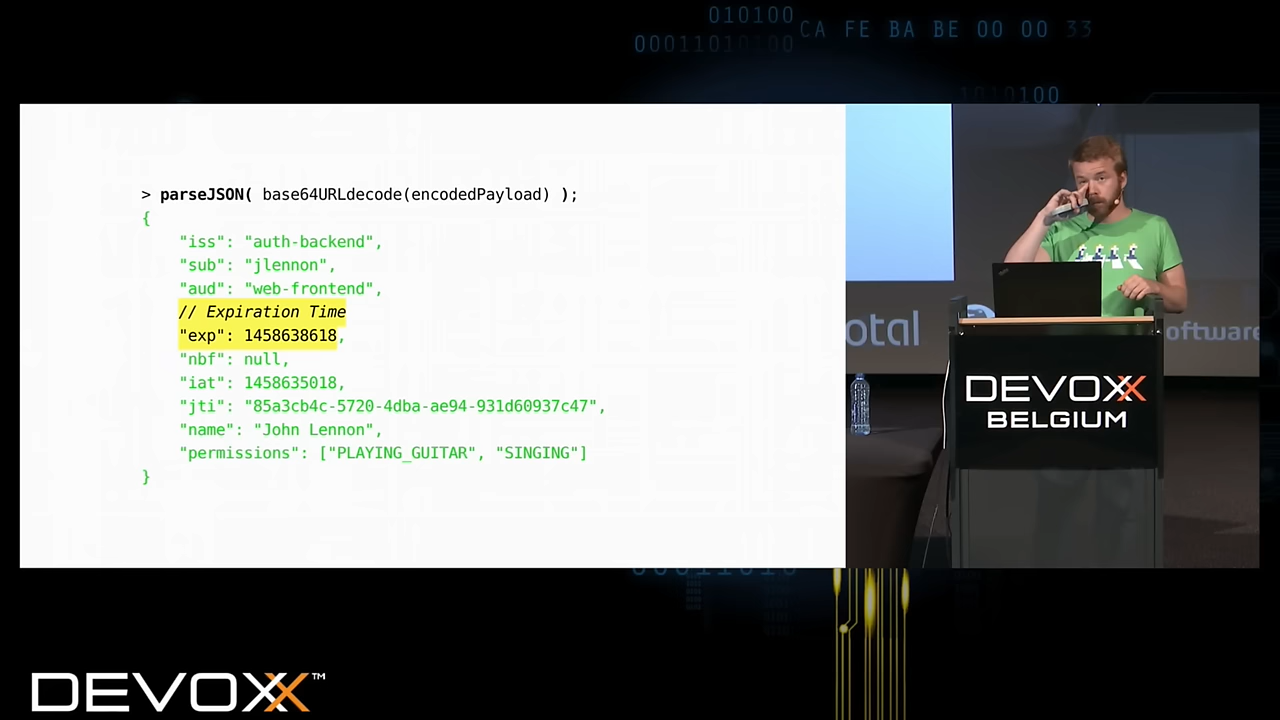 010100
00011010100
CA FE BA BE 00 00 33
1010100
> parseJSON( base64URLdecode(encodedPayload) );
{
"iss": "auth-backend",
"sub": "jlennon",
"aud": "web-frontend",
// Expiration Time
"exp": 1458638618,
"nbf": null,
"iat": 1458635018,
"jti": "85a3cb4c-5720-4dba-ae94-931d60937c47",
"name": "John Lennon",
"permissions": ["PLAYING_GUITAR", "SINGING"]
}
otal
oftware
DEVOXX
BELGIUM
DEVOXX™